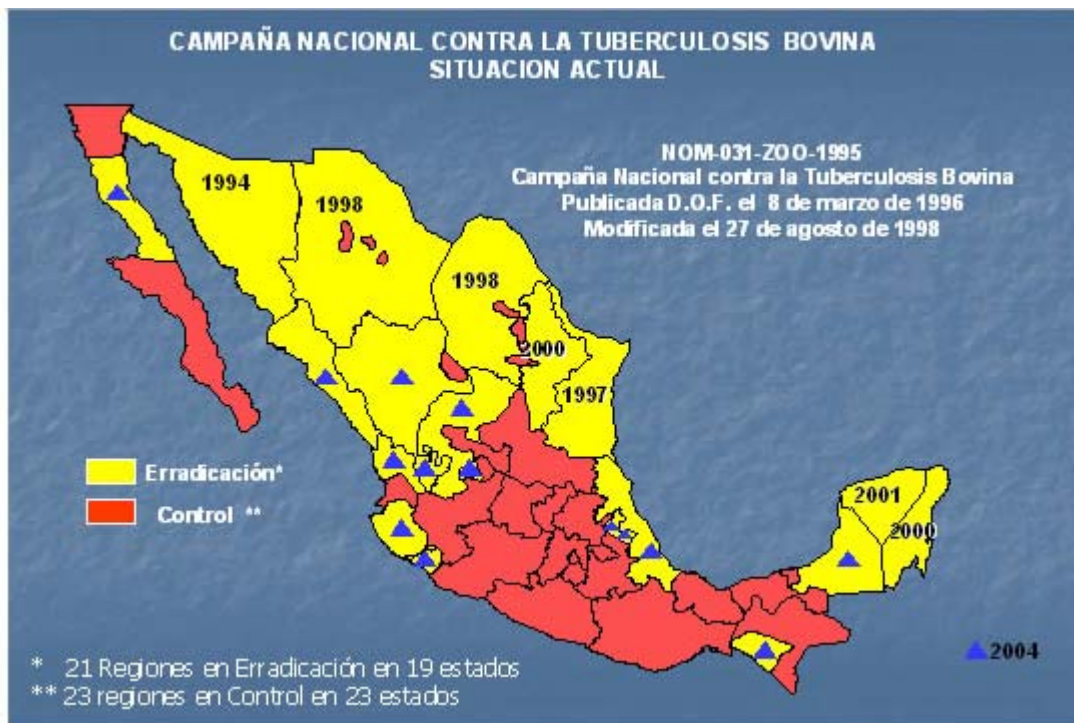 CAMPAÑA NACIONAL CONTRA LA TUBERCULOSIS BOVINA
SITUACION ACTUAL
NOM-031-ZOO-1995
Campaña Nacional contra la Tuberculosis Bovina
Publicada D.O.F. el 8 de marzo de 1996
Modificada el 27 de agosto de 1998
1994
1998
1998
2000
1997
Erradicación*
Control **
2001
2000
* 21 Regiones en Erradicación en 19 estados
** 23 regiones en Control en 23 estados
2004